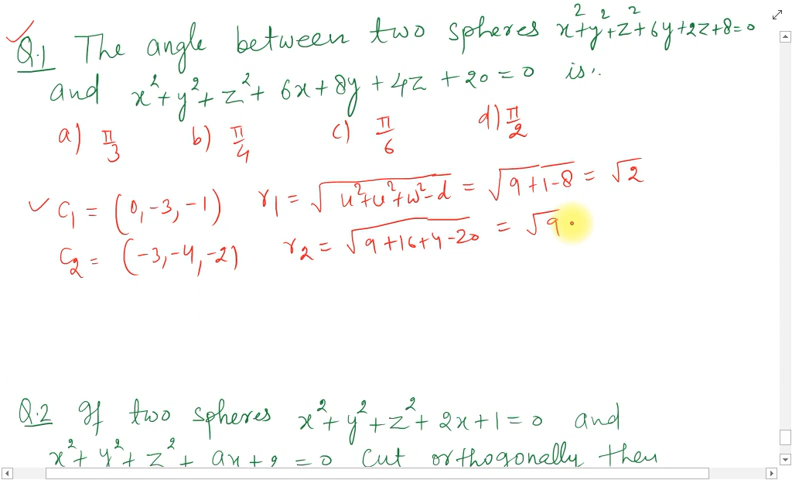 Q.1 The angle between two spheres x²+y²+z²+6y+2z+8=0
and x²+y²+z²+6x+8y+4z+20=0 is:
a) π/3 b) π/4 c) π/6 d) π/2
C₁ = (0,-3,-1) r₁ = √(u²+v²+w²-d) = √(9+1-8) = √2
C₂ = (-3,-4,-2) r₂ = √(9+16+4-20) = √9
Q.2 If two spheres x²+y²+z²+2x+1=0 and
x²+y²+z²+ax+9=0 cut orthogonally then